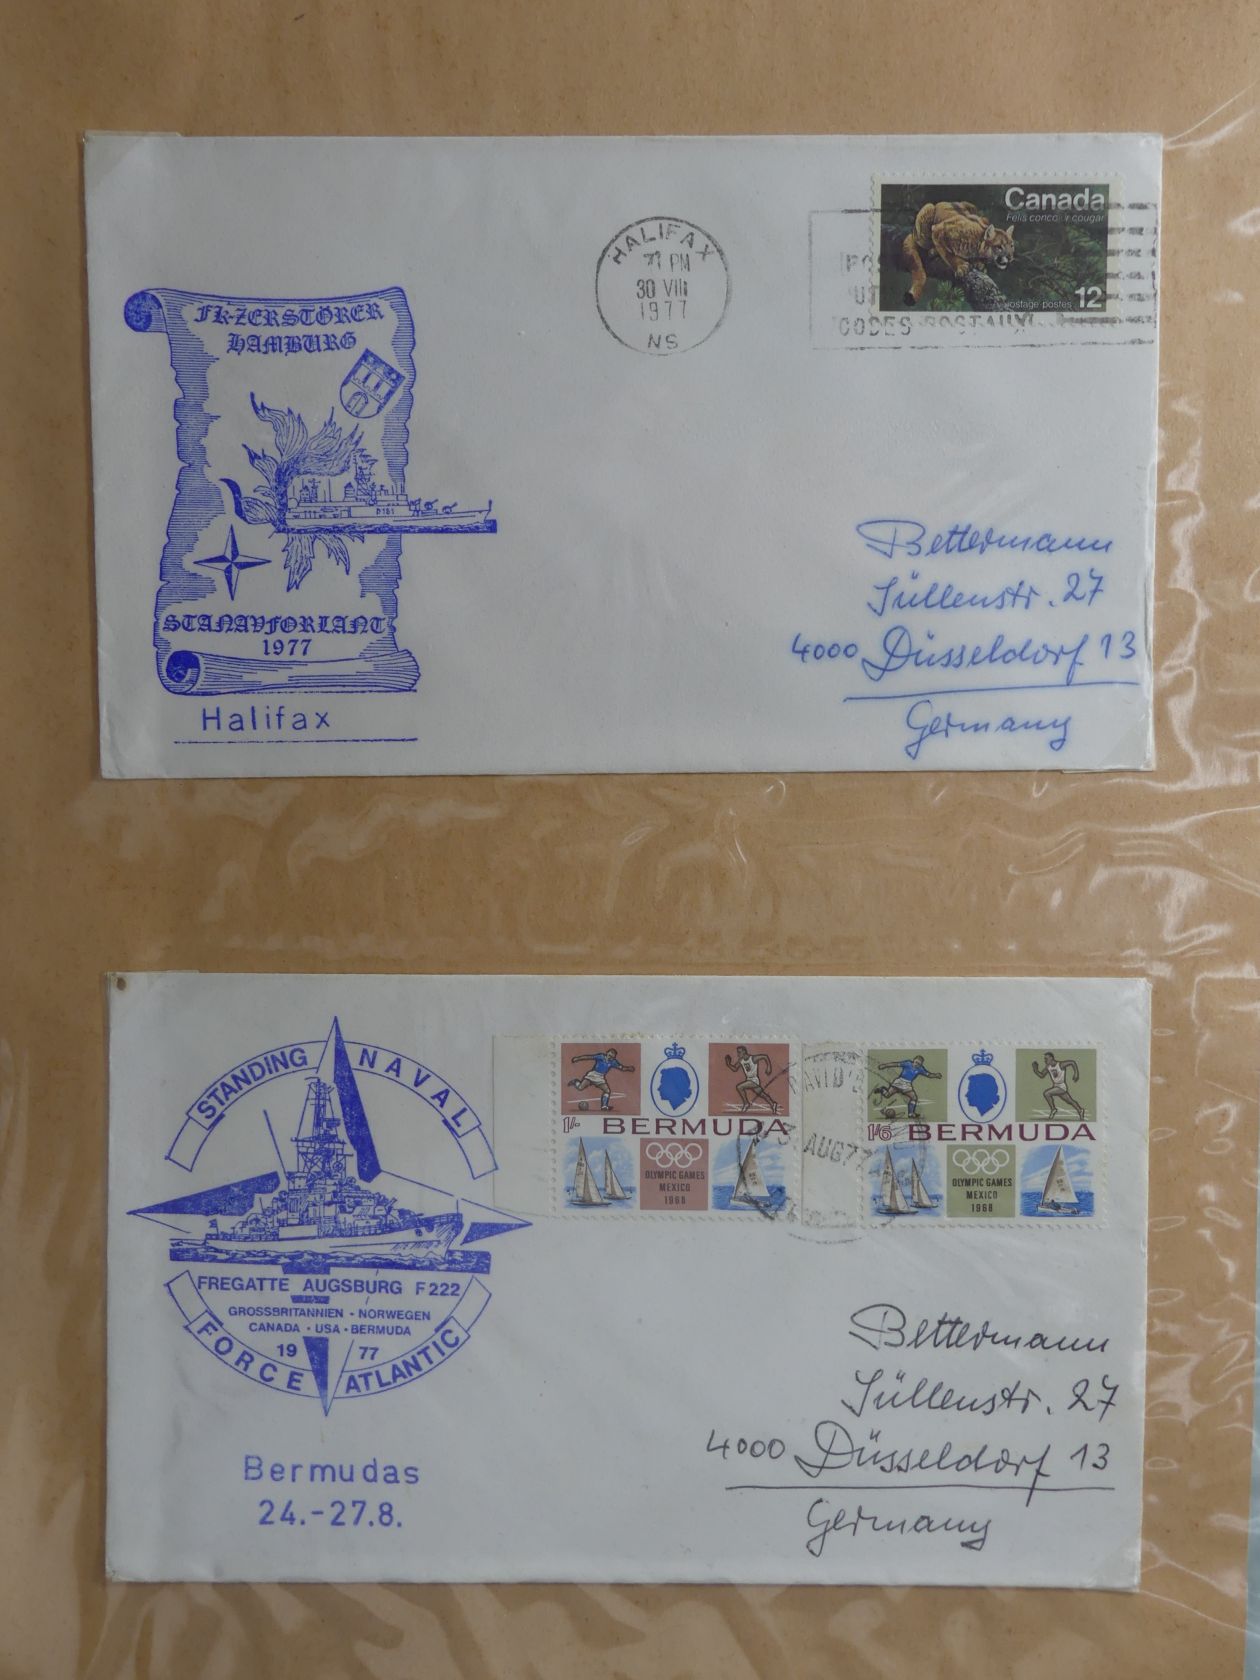 Canada
Felis concolor cougar
postage postes 12
HALIFAX
PM
30 VIII
1977
NS
CODES POSTAUX
FK-ZERSTÖRER
HAMBURG
D181
STANAVFORLANT
1977
Halifax
Bettermann
Süllenstr. 27
4000 Düsseldorf 13
Germany
STANDING NAVAL
FREGATTE AUGSBURG F222
GROSSBRITANNIEN · NORWEGEN
CANADA · USA · BERMUDA
19 77
FORCE ATLANTIC
Bermudas
24.-27.8.
1/- BERMUDA
OLYMPIC GAMES
MEXICO
1968
AUG 77
1/6 BERMUDA
OLYMPIC GAMES
MEXICO
1968
Bettermann
Süllenstr. 27
4000 Düsseldorf 13
Germany